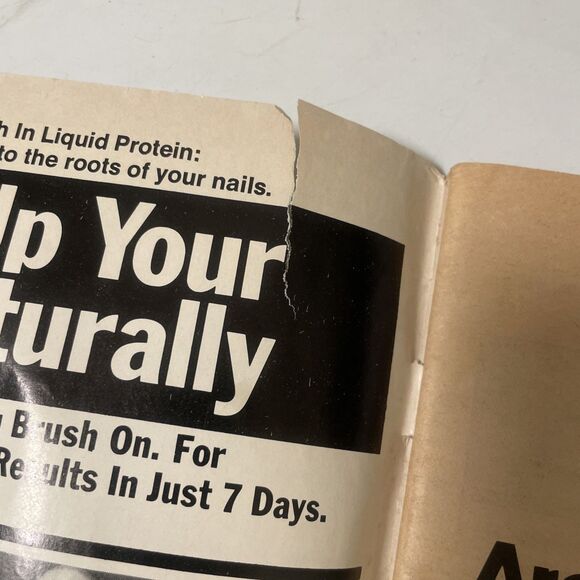 h In Liquid Protein:
to the roots of your nails.
lp Your
turally
Brush On. For
Results In Just 7 Days.